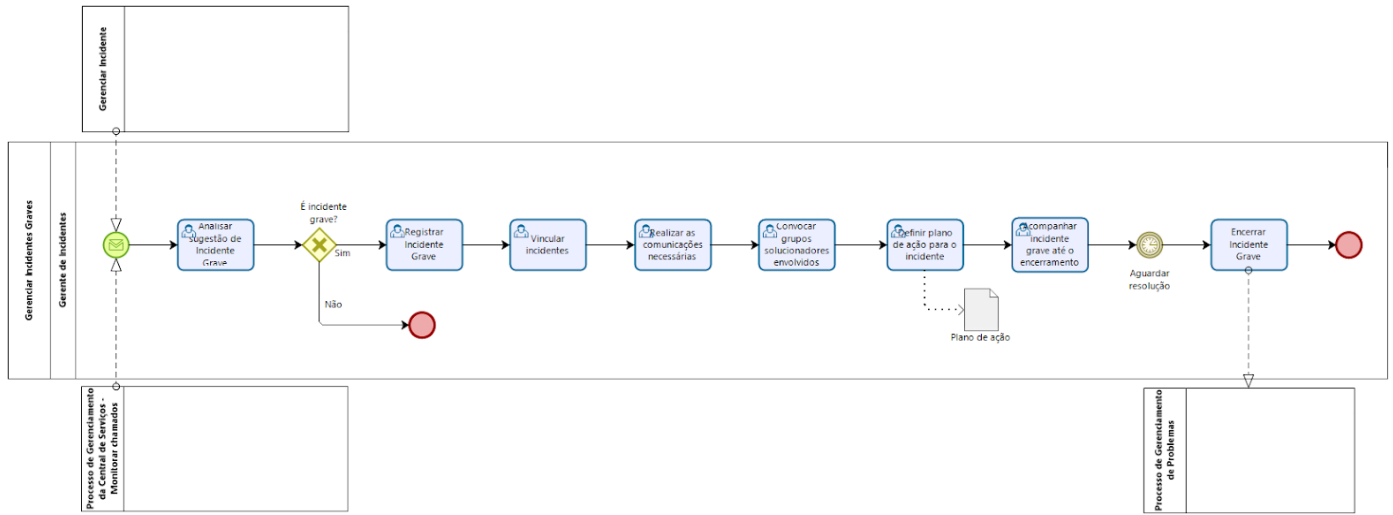 Gerenciar Incidente
Gerenciar Incidentes Graves
Gerente de Incidentes
Analisar
sugestão de
Incidente
Grave
É incidente
grave?
Sim
Não
Registrar
Incidente
Grave
Vincular
incidentes
Realizar as
comunicações
necessárias
Convocar
grupos
solucionadores
envolvidos
Definir plano
de ação para o
incidente
Plano de ação
Acompanhar
incidente
grave até o
encerramento
Aguardar
resolução
Encerrar
Incidente
Grave
Processo de Gerenciamento
da Central de Serviços -
Monitorar chamados
Processo de Gerenciamento
de Problemas